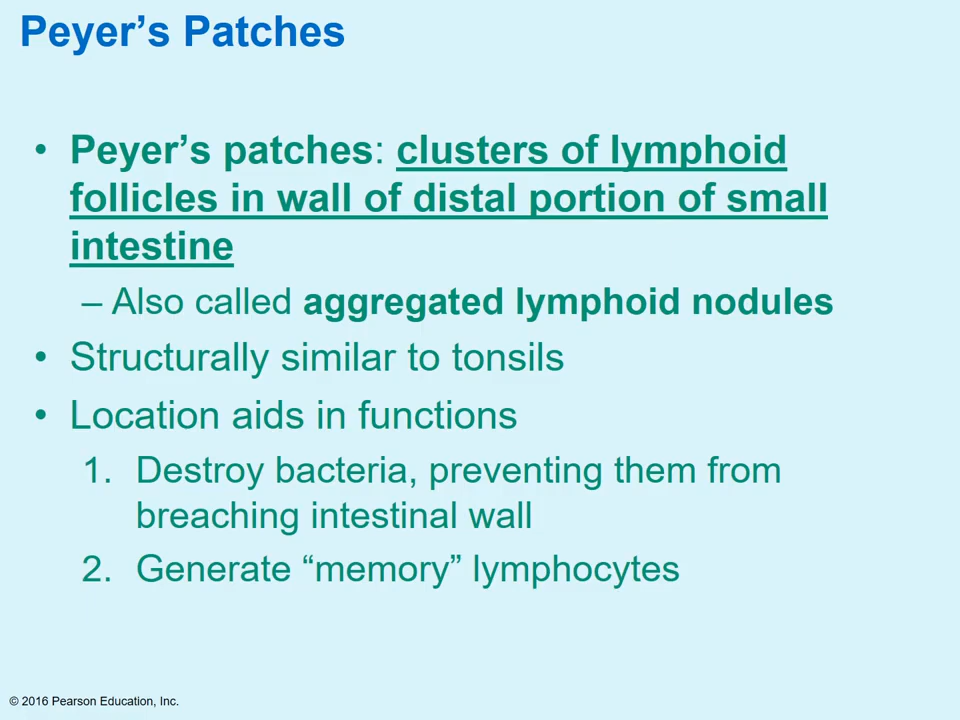 Peyer’s Patches
• Peyer’s patches: clusters of lymphoid
follicles in wall of distal portion of small
intestine
– Also called aggregated lymphoid nodules
• Structurally similar to tonsils
• Location aids in functions
1. Destroy bacteria, preventing them from
breaching intestinal wall
2. Generate “memory” lymphocytes
© 2016 Pearson Education, Inc.